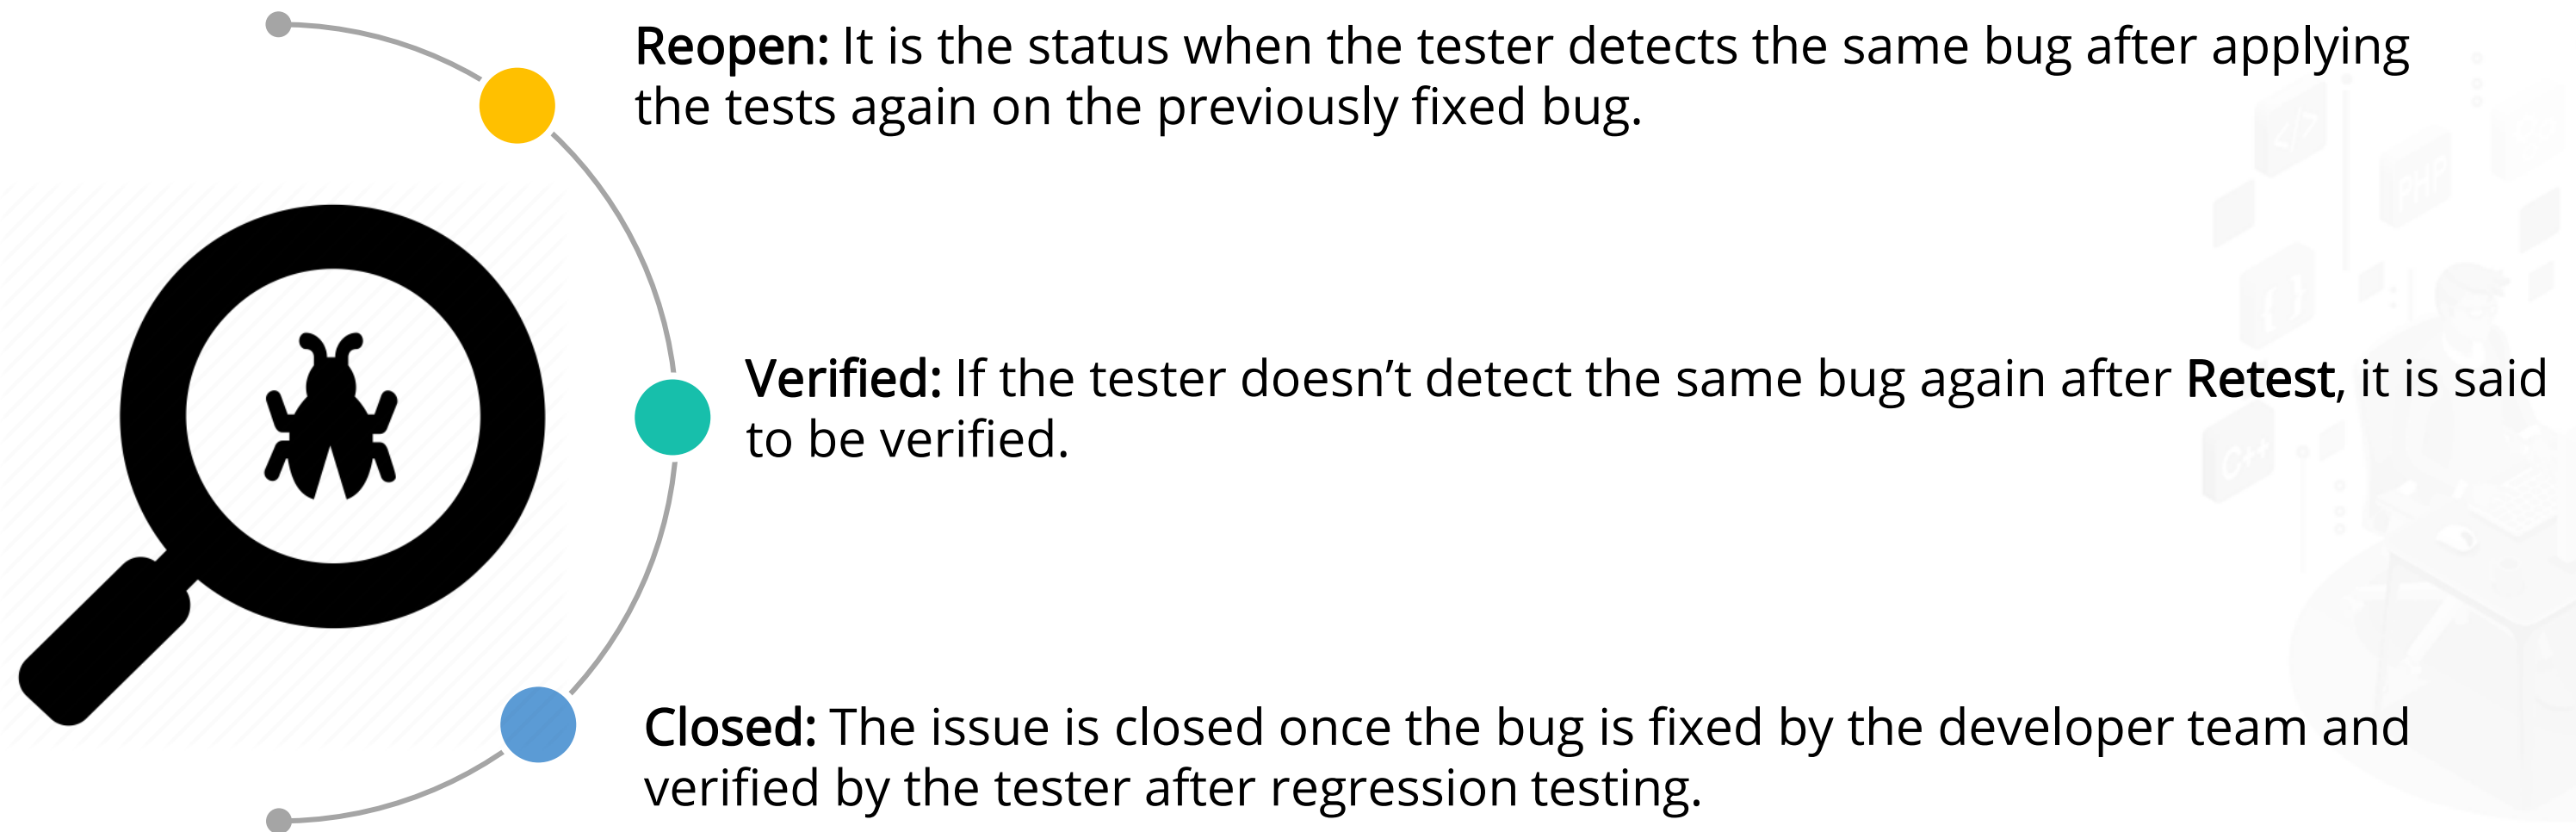 Reopen: It is the status when the tester detects the same bug after applying
the tests again on the previously fixed bug.
</>
PHP
Verified: If the tester doesn’t detect the same bug again after Retest, it is said
to be verified.
{ }
C++
Closed: The issue is closed once the bug is fixed by the developer team and
verified by the tester after regression testing.